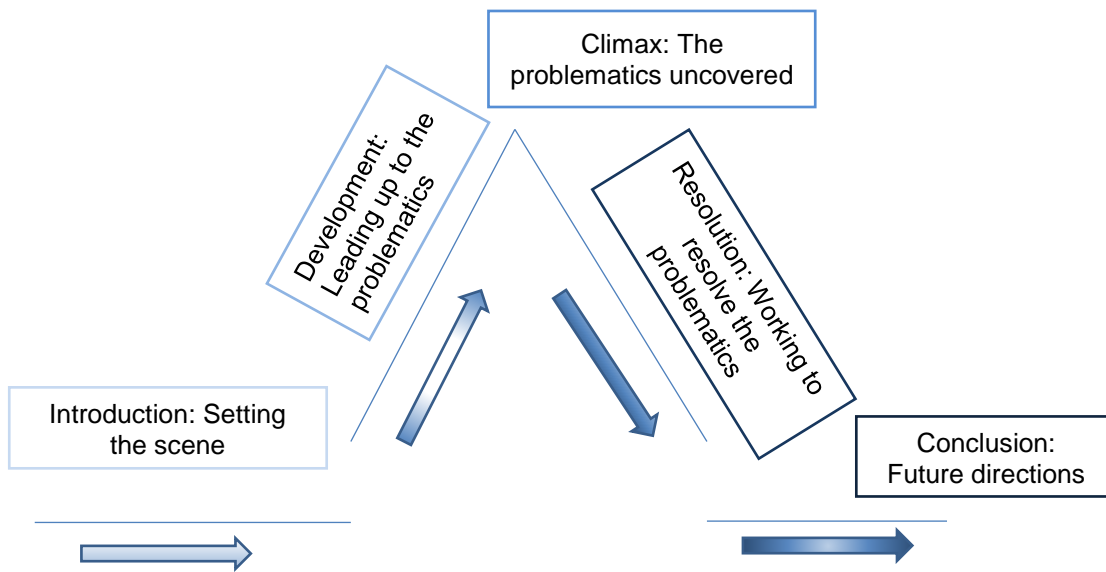 Climax: The
problematics uncovered
Development:
Leading up to the
problematics
Resolution: Working to
resolve the
problematics
Introduction: Setting
the scene
Conclusion:
Future directions